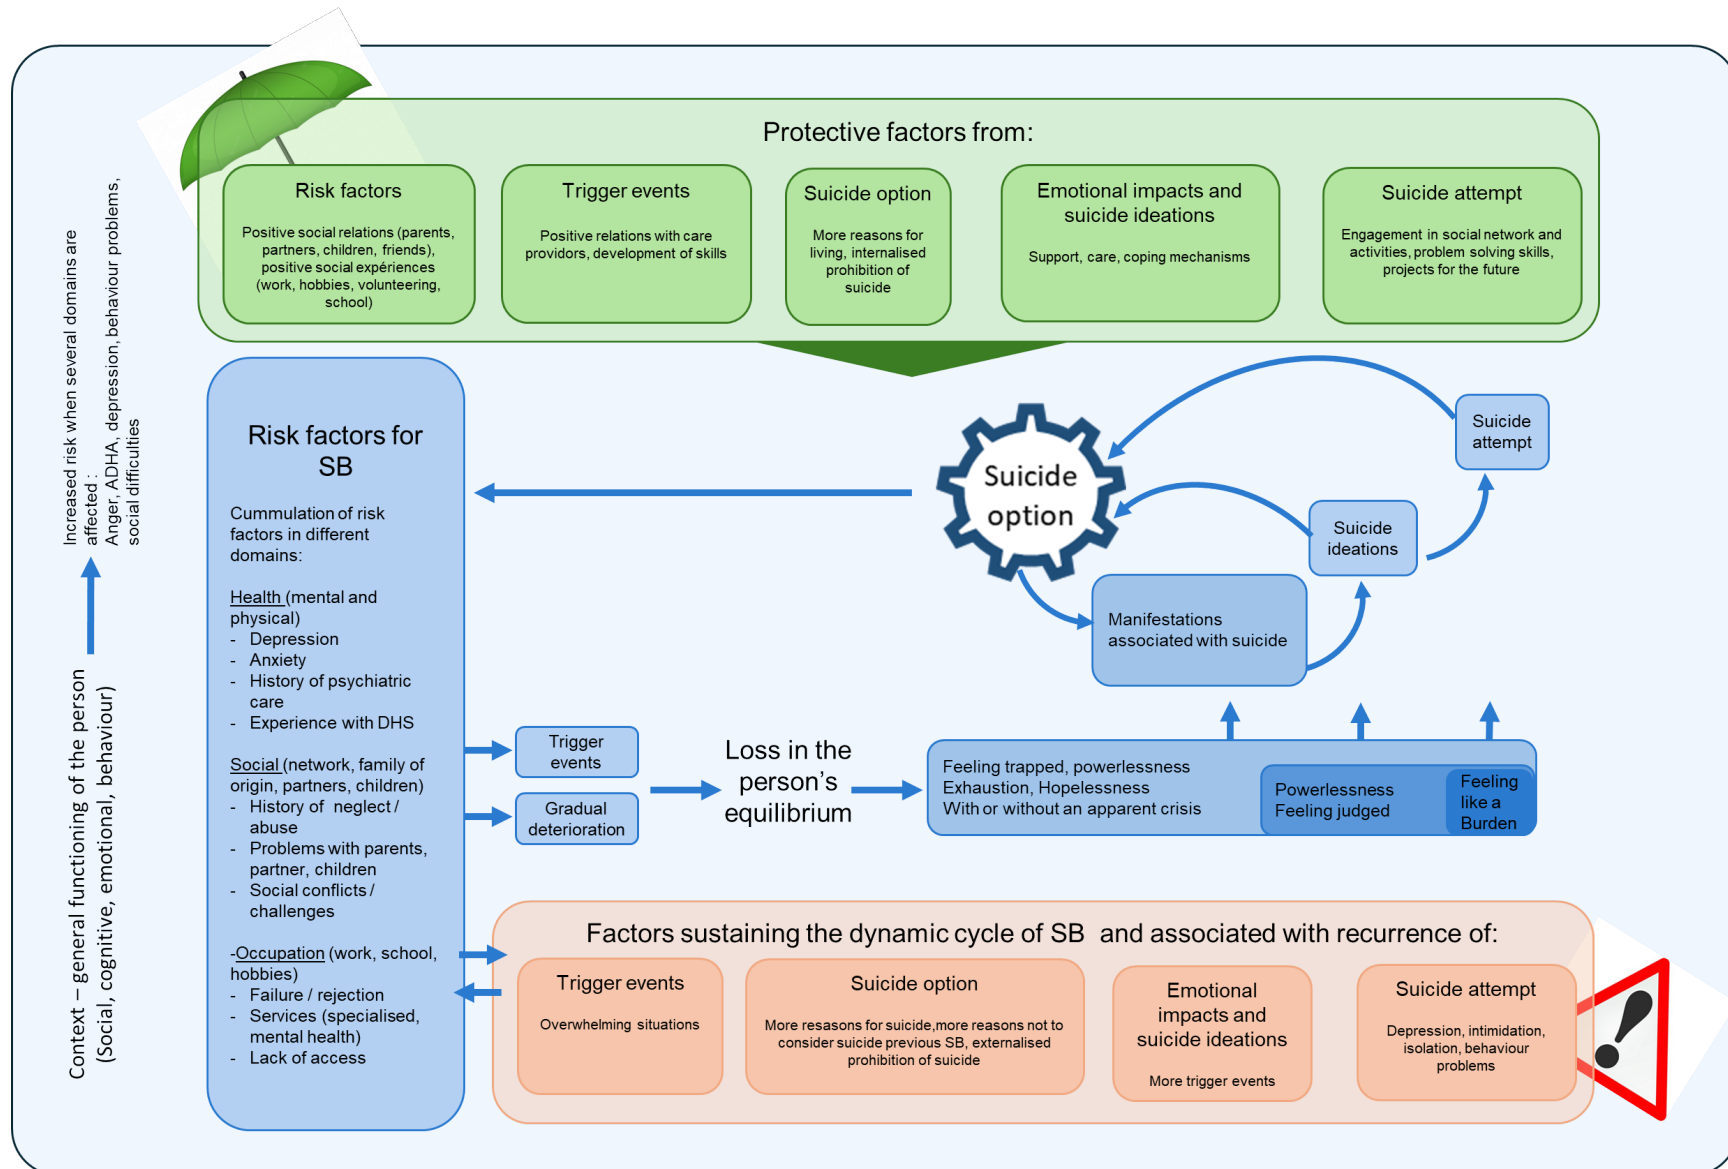 Protective factors from:
Risk factors
Positive social relations (parents,
partners, children, friends),
positive social expériences
(work, hobbies, volunteering,
school)
Trigger events
Positive relations with care
providors, development of skills
Suicide option
More reasons for
living, internalised
prohibition of
suicide
Emotional impacts and
suicide ideations
Support, care, coping mechanisms
Suicide attempt
Engagement in social network and
activities, problem solving skills,
projects for the future
Increased risk when several domains are
affected :
Anger, ADHA, depression, behaviour problems,
social difficulties
Context – general functioning of the person
(Social, cognitive, emotional, behaviour)
Risk factors for
SB
Cummulation of risk
factors in different
domains:
Health (mental and
physical)
- Depression
- Anxiety
- History of psychiatric
care
- Experience with DHS
Social (network, family of
origin, partners, children)
- History of neglect /
abuse
- Problems with parents,
partner, children
- Social conflicts /
challenges
-Occupation (work, school,
hobbies)
- Failure / rejection
- Services (specialised,
mental health)
- Lack of access
Suicide
option
Suicide
attempt
Suicide
ideations
Manifestations
associated with suicide
Trigger
events
Gradual
deterioration
Loss in the
person's
equilibrium
Feeling trapped, powerlessness
Exhaustion, Hopelessness
With or without an apparent crisis
Powerlessness
Feeling judged
Feeling
like a
Burden
Factors sustaining the dynamic cycle of SB and associated with recurrence of:
Trigger events
Overwhelming situations
Suicide option
More resasons for suicide,more reasons not to
consider suicide previous SB, externalised
prohibition of suicide
Emotional
impacts and
suicide ideations
More trigger events
Suicide attempt
Depression, intimidation,
isolation, behaviour
problems